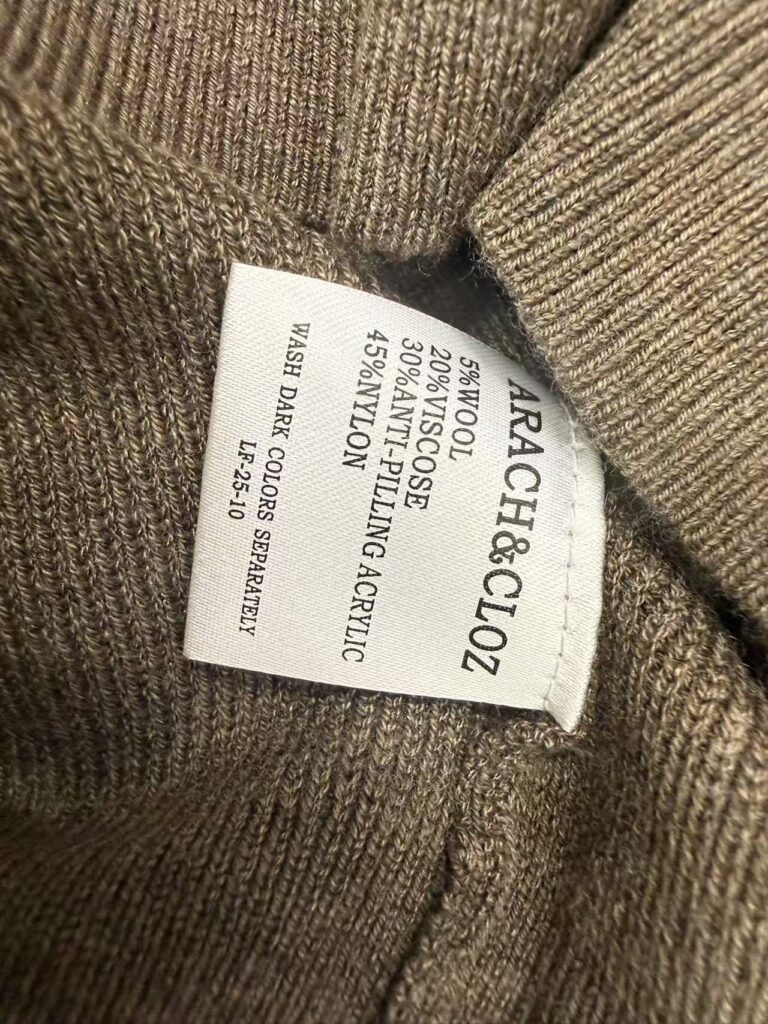 ARACH&CLOZ
5%WOOL
20%VISCOSE
30%ANTI-PILLING ACRYLIC
45%NYLON
WASH DARK COLORS SEPARATELY
LF-25-10